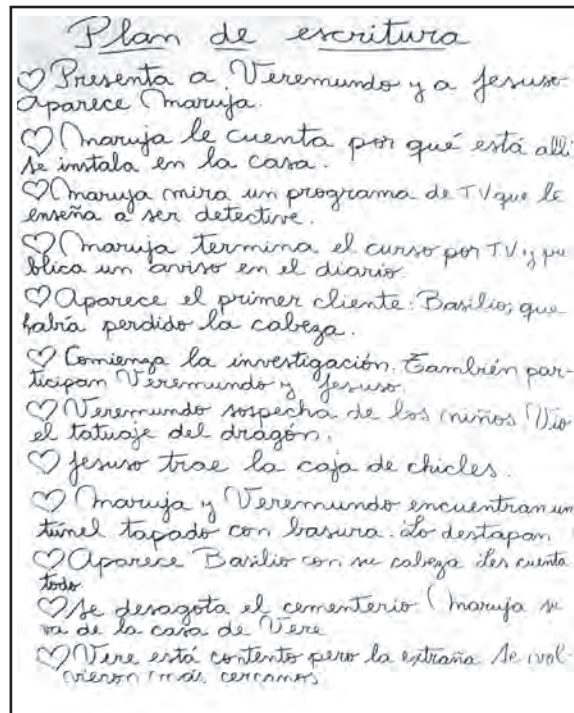 Plan de escritura
Presenta a Veremundo y a Jesuso.
Aparece Maruja.
Maruja le cuenta por qué está allí
se instala en la casa.
Maruja mira un programa de TV que le
enseña a ser detective.
Maruja termina el curso por TV y pu
blica un aviso en el diario.
Aparece el primer cliente: Basilio, que
había perdido la cabeza.
Comienza la investigación. También par-
ticipan Veremundo y Jesuso.
Veremundo sospecha de los niños. Vio
el tatuaje del dragón.
Jesuso trae la caja de chicles.
Maruja y Veremundo encuentran un
túnel tapado con basura. Lo destapan
Aparece Basilio con su cabeza. Les cuenta
todo
Se desagota el cementerio. Maruja se
va de la casa de Vere
Vere está contento pero la extraña. Se vol-
vieron más cercanos